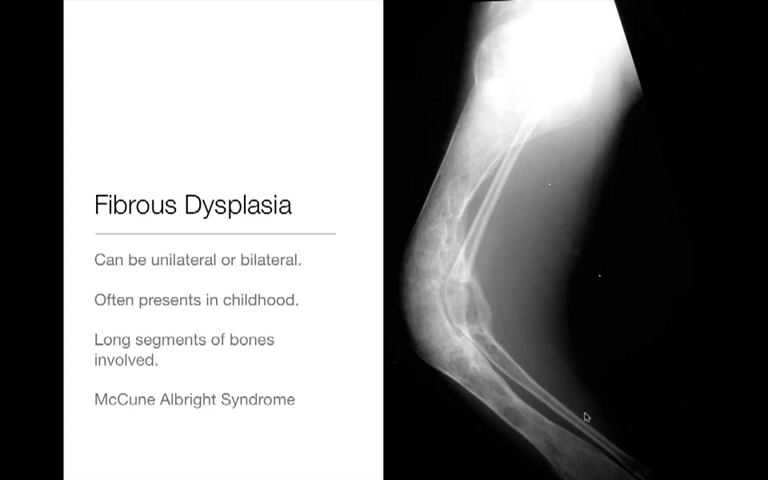 Fibrous Dysplasia
Can be unilateral or bilateral.
Often presents in childhood.
Long segments of bones
involved.
McCune Albright Syndrome